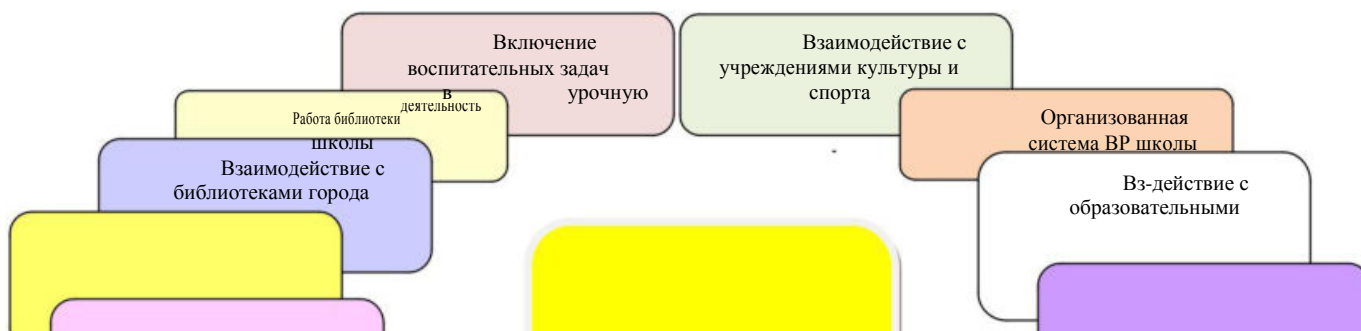 Включение
воспитательных задач
в урочную
деятельность
Взаимодействие с
учреждениями культуры и
спорта
Работа библиотеки
школы
Организованная
система ВР школы
Взаимодействие с
библиотеками города
Вз-действие с
образовательными